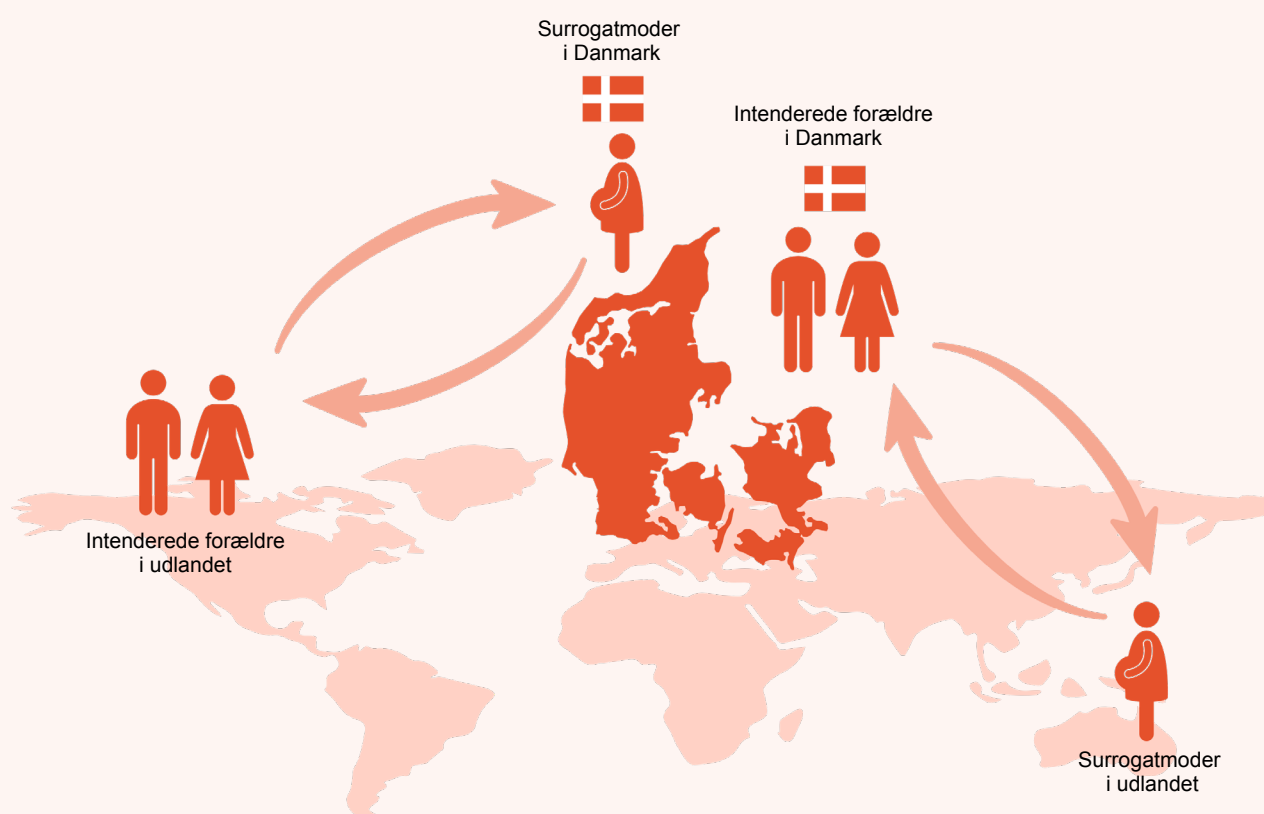 Surrogatmoder
i Danmark
Intenderede forældre
i Danmark
Intenderede forældre
i udlandet
Surrogatmoder
i udlandet